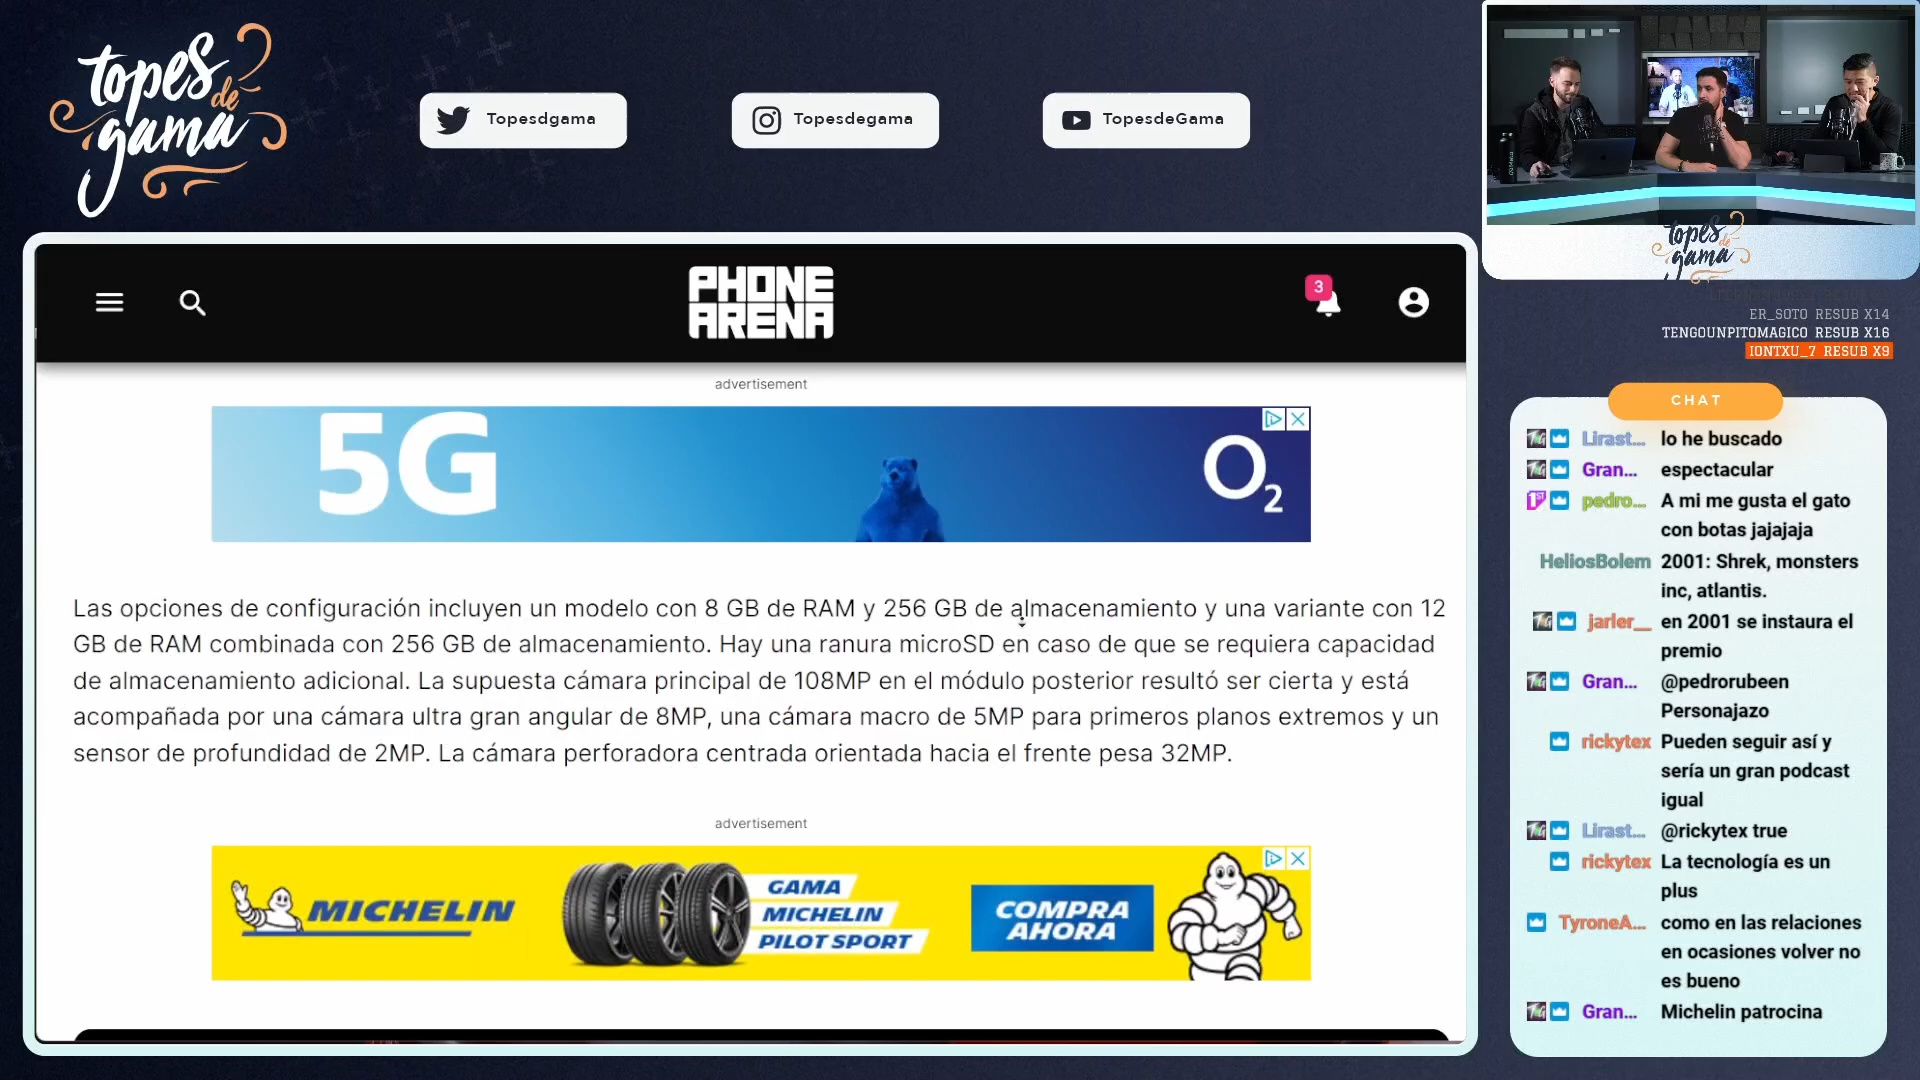 topes
de
gama
Topesdgama
Topesdegama
TopesdeGama
topes
de
gama
ER_SOTO RESUB X14
TENGOUNPITOMAGICO RESUB X16
IONTXU_7 RESUB X9
PHONE
ARENA
3
advertisement
5G
O2
Las opciones de configuración incluyen un modelo con 8 GB de RAM y 256 GB de almacenamiento y una variante con 12
GB de RAM combinada con 256 GB de almacenamiento. Hay una ranura microSD en caso de que se requiera capacidad
de almacenamiento adicional. La supuesta cámara principal de 108MP en el módulo posterior resultó ser cierta y está
acompañada por una cámara ultra gran angular de 8MP, una cámara macro de 5MP para primeros planos extremos y un
sensor de profundidad de 2MP. La cámara perforadora centrada orientada hacia el frente pesa 32MP.
advertisement
MICHELIN
GAMA
MICHELIN
PILOT SPORT
COMPRA
AHORA
CHAT
Lirast... lo he buscado
Gran... espectacular
1ST pedro... A mi me gusta el gato
con botas jajajaja
HeliosBolem 2001: Shrek, monsters
inc, atlantis.
jarler__ en 2001 se instaura el
premio
Gran... @pedrorubeen
Personajazo
rickytex Pueden seguir así y
sería un gran podcast
igual
Lirast... @rickytex true
rickytex La tecnología es un
plus
TyroneA... como en las relaciones
en ocasiones volver no
es bueno
Gran... Michelin patrocina